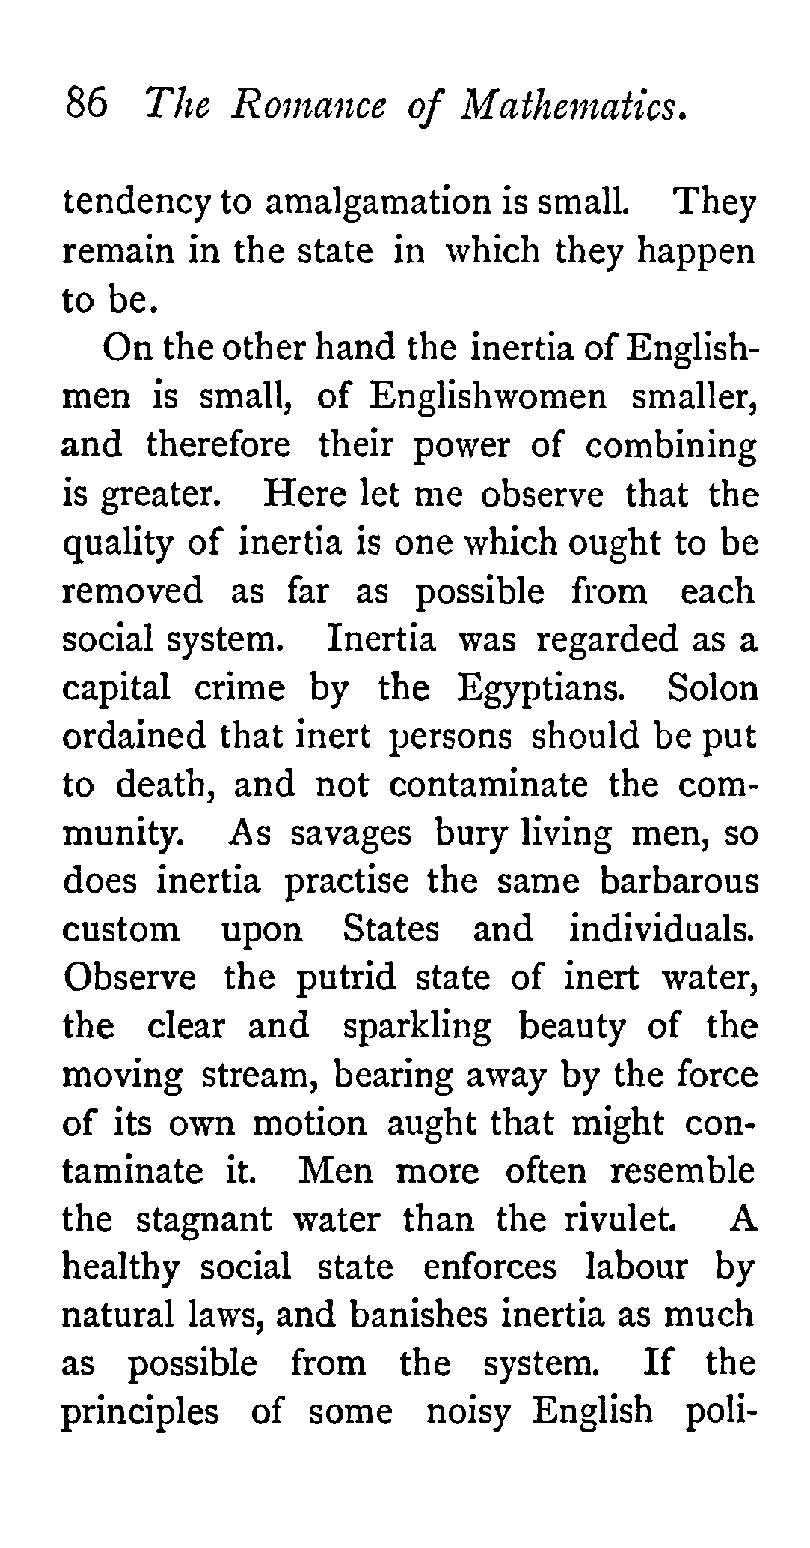 86 The Romance of Mathematics.
tendency to amalgamation is small. They
remain in the state in which they happen
to be.
On the other hand the inertia of English-
men is small, of Englishwomen smaller,
and therefore their power of combining
is greater. Here let me observe that the
quality of inertia is one which ought to be
removed as far as possible from each
social system. Inertia was regarded as a
capital crime by the Egyptians. Solon
ordained that inert persons should be put
to death, and not contaminate the com-
munity. As savages bury living men, so
does inertia practise the same barbarous
custom upon States and individuals.
Observe the putrid state of inert water,
the clear and sparkling beauty of the
moving stream, bearing away by the force
of its own motion aught that might con-
taminate it. Men more often resemble
the stagnant water than the rivulet. A
healthy social state enforces labour by
natural laws, and banishes inertia as much
as possible from the system. If the
principles of some noisy English poli-